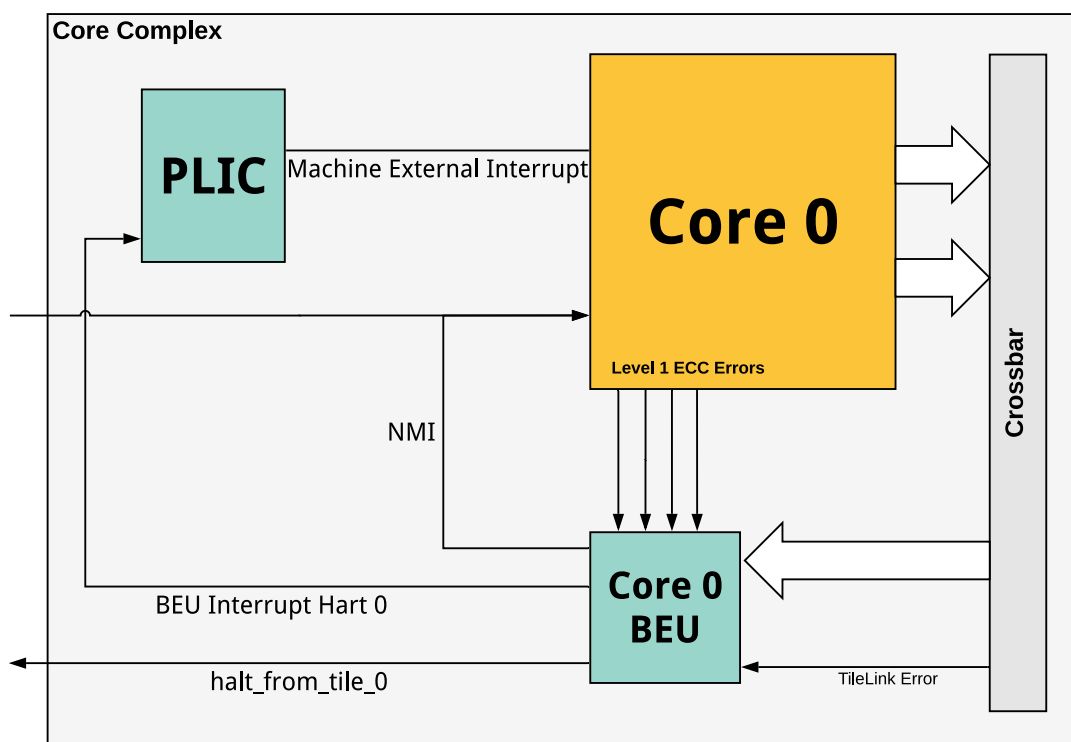 Core Complex
PLIC
Machine External Interrupt
Core 0
Level 1 ECC Errors
Crossbar
NMI
Core 0
BEU
BEU Interrupt Hart 0
halt_from_tile_0
TileLink Error